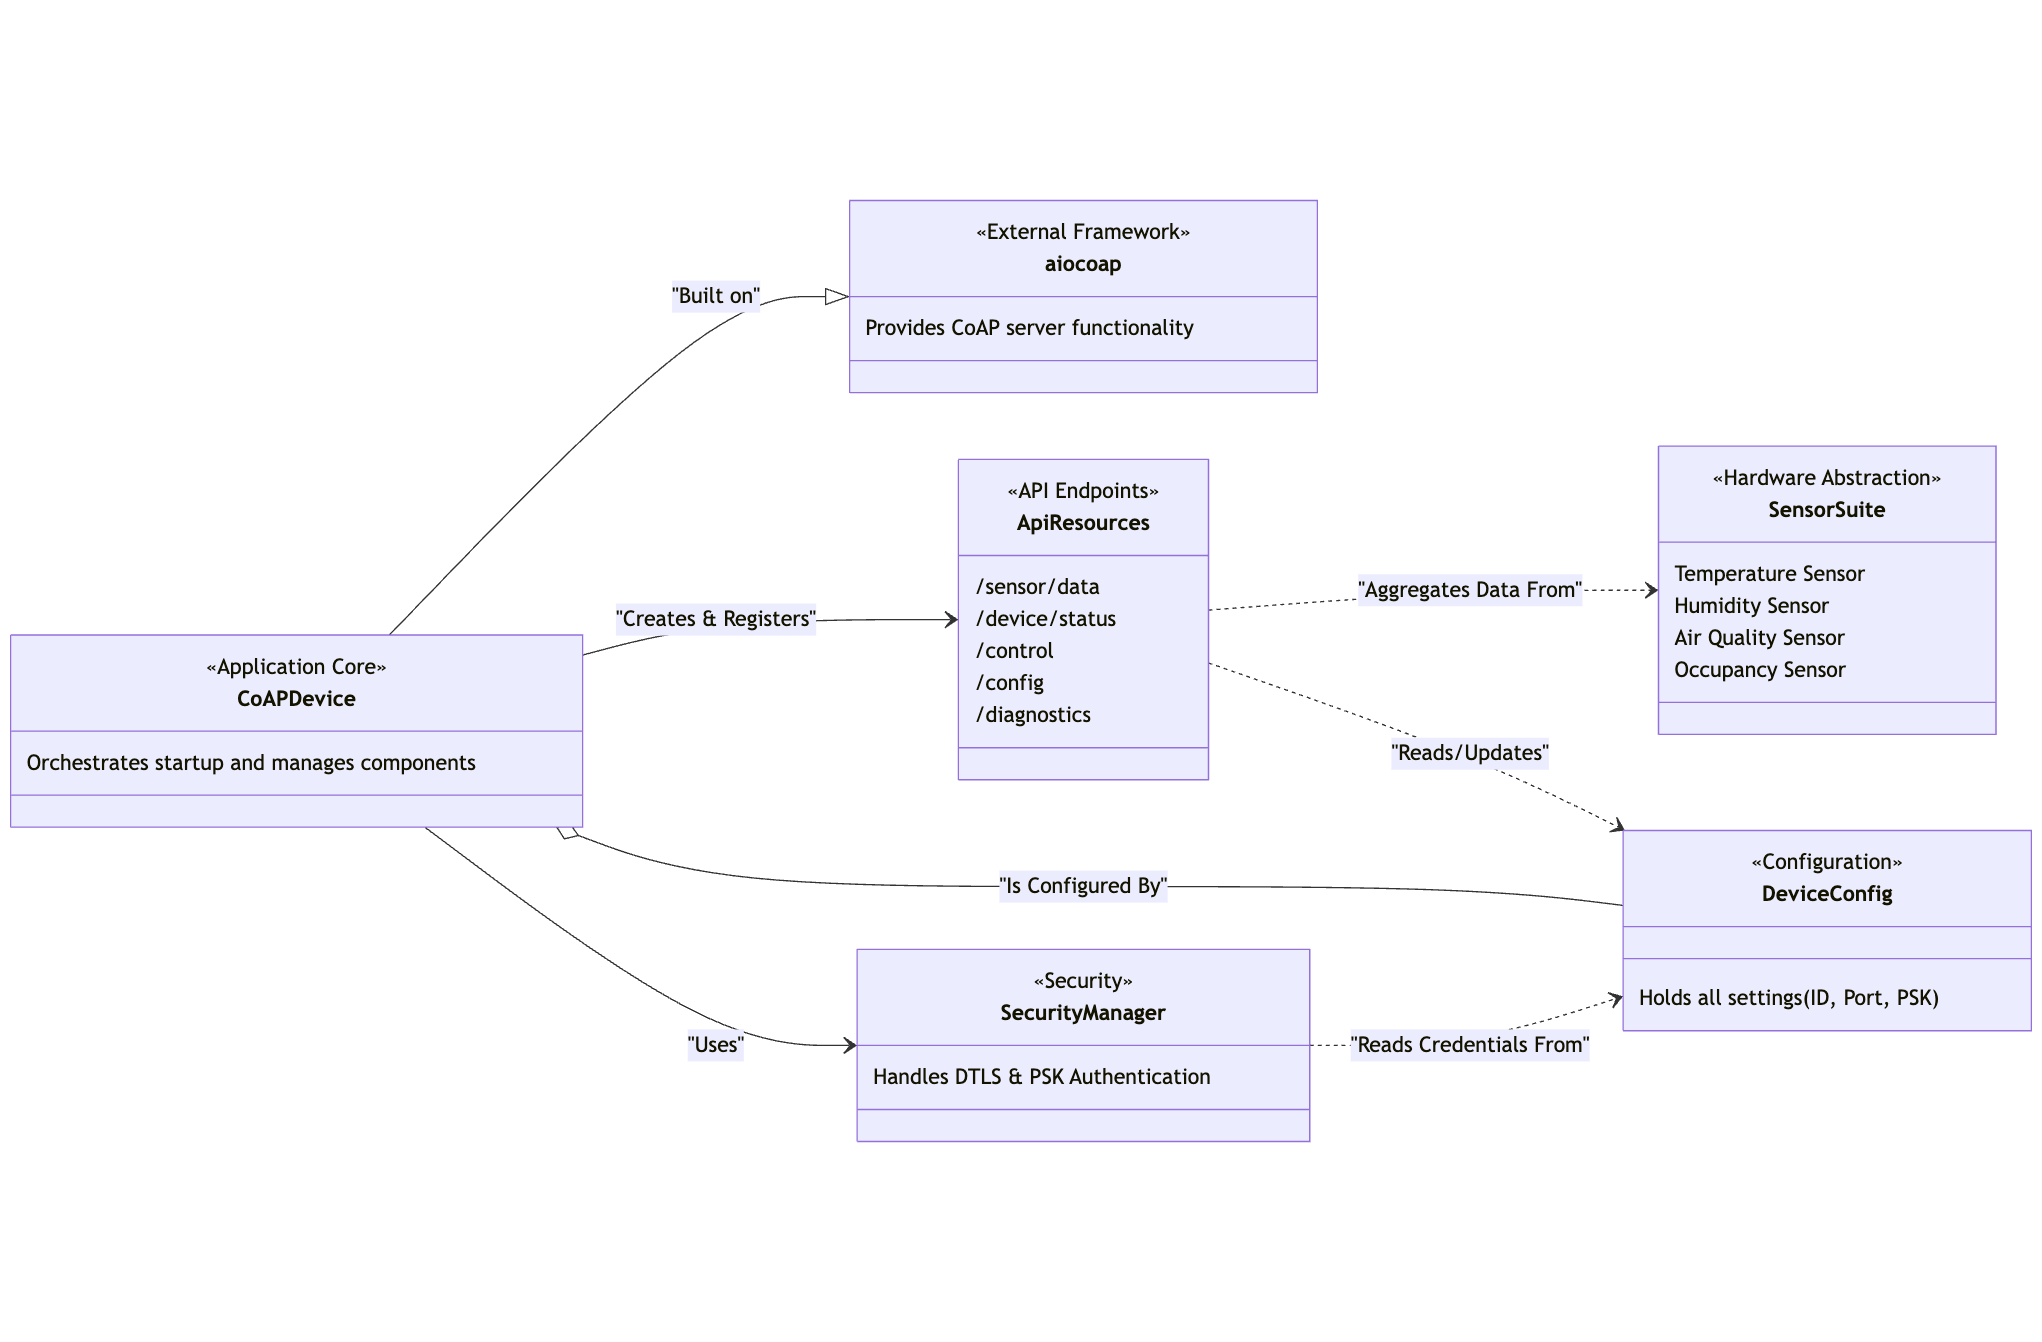 «External Framework»
aiocoap
Provides CoAP server functionality
"Built on"
«API Endpoints»
ApiResources
/sensor/data
/device/status
/control
/config
/diagnostics
«Hardware Abstraction»
SensorSuite
Temperature Sensor
Humidity Sensor
Air Quality Sensor
Occupancy Sensor
"Aggregates Data From"
"Creates & Registers"
«Application Core»
CoAPDevice
Orchestrates startup and manages components
"Reads/Updates"
"Is Configured By"
«Configuration»
DeviceConfig
Holds all settings(ID, Port, PSK)
«Security»
SecurityManager
Handles DTLS & PSK Authentication
"Uses"
"Reads Credentials From"